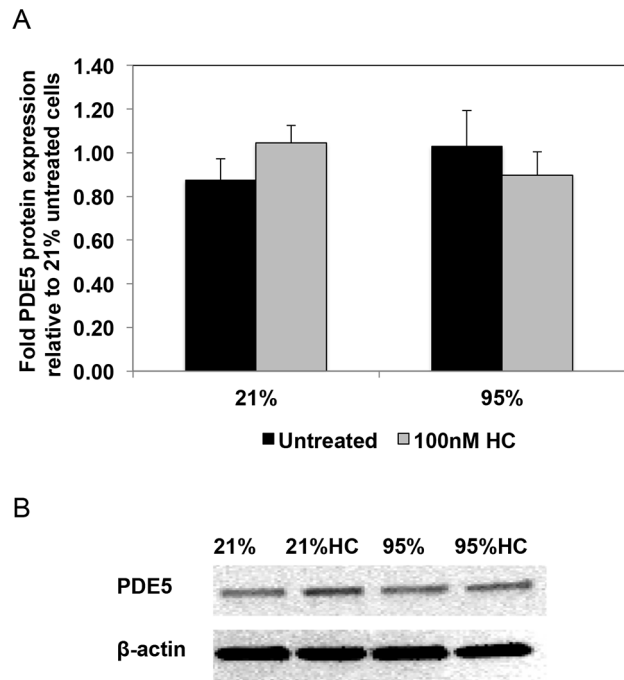 A
Fold PDE5 protein expression
relative to 21% untreated cells
1.40
1.20
1.00
0.80
0.60
0.40
0.20
0.00
21% 95%
Untreated 100nM HC
B
21% 21%HC 95% 95%HC
PDE5
β-actin